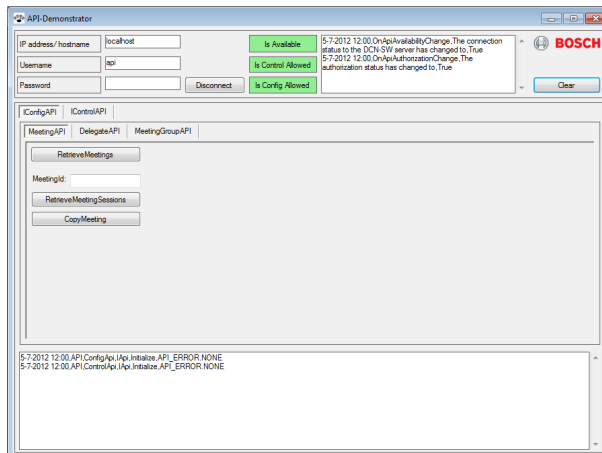 API-Demonstrator
IP address/ hostname
localhost
Is Available
5-7-2012 12:00,OnApiAvailabilityChange,The connection
status to the DCN-SW server has changed to,True
5-7-2012 12:00,OnApiAuthorizationChange,The
authorization status has changed to,True
BOSCH
Username
api
Is Control Allowed
Password
Disconnect
Is Config Allowed
Clear
IConfigAPI
IControlAPI
MeetingAPI
DelegateAPI
MeetingGroupAPI
RetrieveMeetings
MeetingId:
RetrieveMeetingSessions
CopyMeeting
5-7-2012 12:00,API,ConfigApi,IApi,Initialize,API_ERROR.NONE
5-7-2012 12:00,API,ControlApi,IApi,Initialize,API_ERROR.NONE